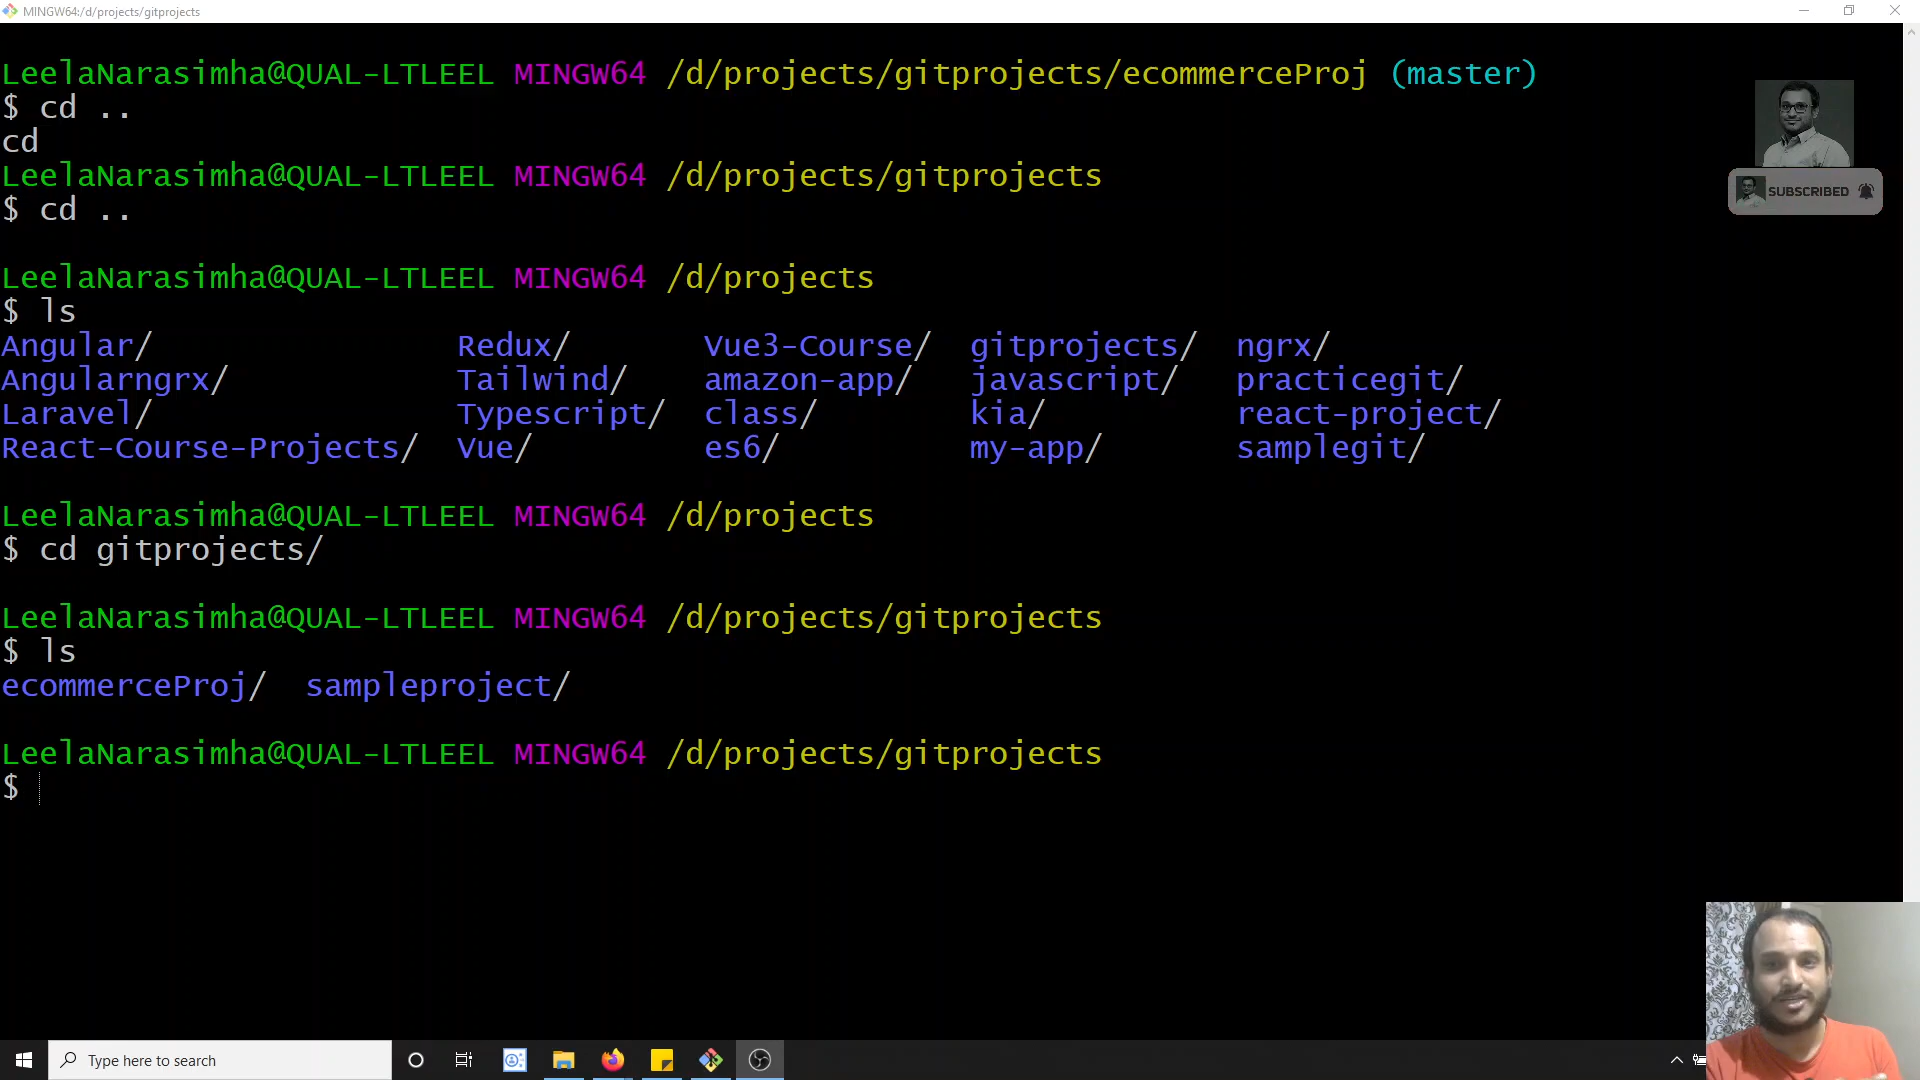 MINGW64:/d/projects/gitprojects
LeelaNarasimha@QUAL-LTLEEL MINGW64 /d/projects/gitprojects/ecommerceProj (master)
$ cd ..
cd
LeelaNarasimha@QUAL-LTLEEL MINGW64 /d/projects/gitprojects
$ cd ..
SUBSCRIBED
LeelaNarasimha@QUAL-LTLEEL MINGW64 /d/projects
$ ls
Angular/ Redux/ Vue3-Course/ gitprojects/ ngrx/
Angularngrx/ Tailwind/ amazon-app/ javascript/ practicegit/
Laravel/ Typescript/ class/ kia/ react-project/
React-Course-Projects/ Vue/ es6/ my-app/ samplegit/
LeelaNarasimha@QUAL-LTLEEL MINGW64 /d/projects
$ cd gitprojects/
LeelaNarasimha@QUAL-LTLEEL MINGW64 /d/projects/gitprojects
$ ls
ecommerceProj/ sampleproject/
LeelaNarasimha@QUAL-LTLEEL MINGW64 /d/projects/gitprojects
$
Type here to search